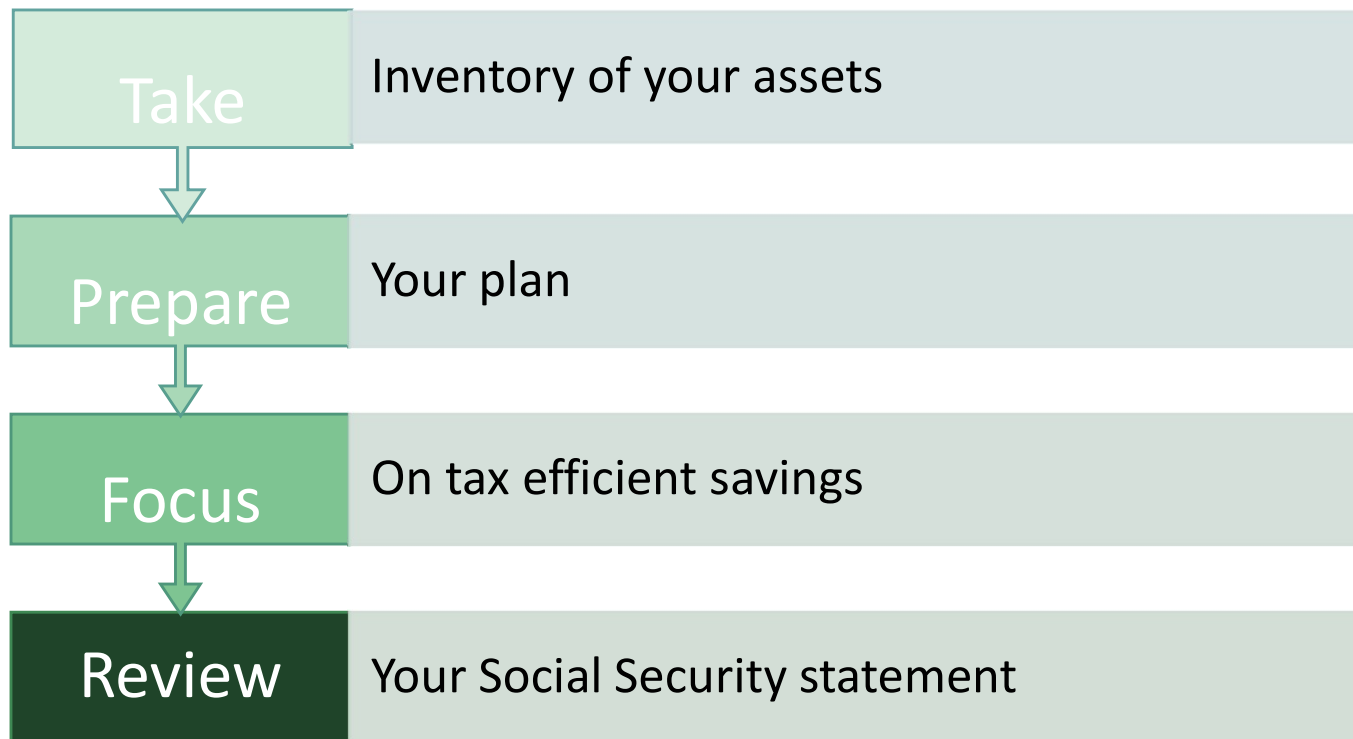 Take
Inventory of your assets
Prepare
Your plan
Focus
On tax efficient savings
Review
Your Social Security statement